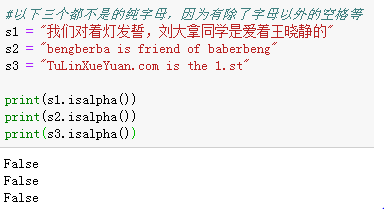 #以下三个都不是的纯字母，因为有除了字母以外的空格等
s1 = "我们对着灯发誓，刘大拿同学是爱着王晓静的"
s2 = "bengberba is friend of baberbeng"
s3 = "TuLinXueYuan.com is the 1.st"
print(s1.isalpha())
print(s2.isalpha())
print(s3.isalpha())
False
False
False